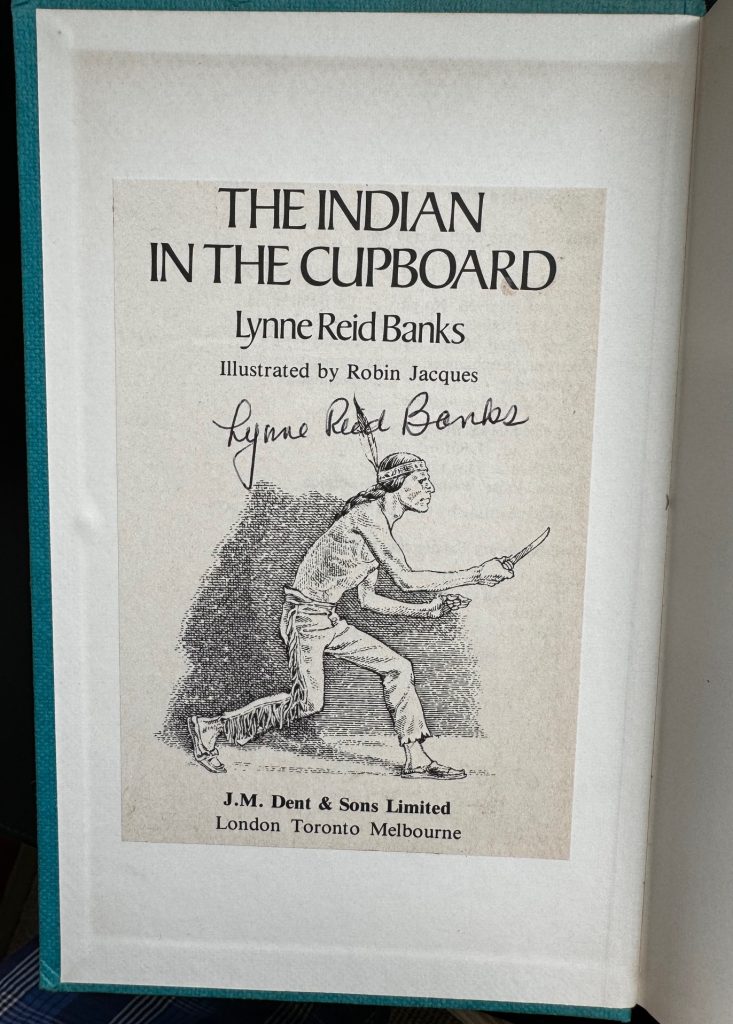 THE INDIAN
IN THE CUPBOARD
Lynne Reid Banks
Illustrated by Robin Jacques
Lynne Reid Banks
J.M. Dent & Sons Limited
London Toronto Melbourne